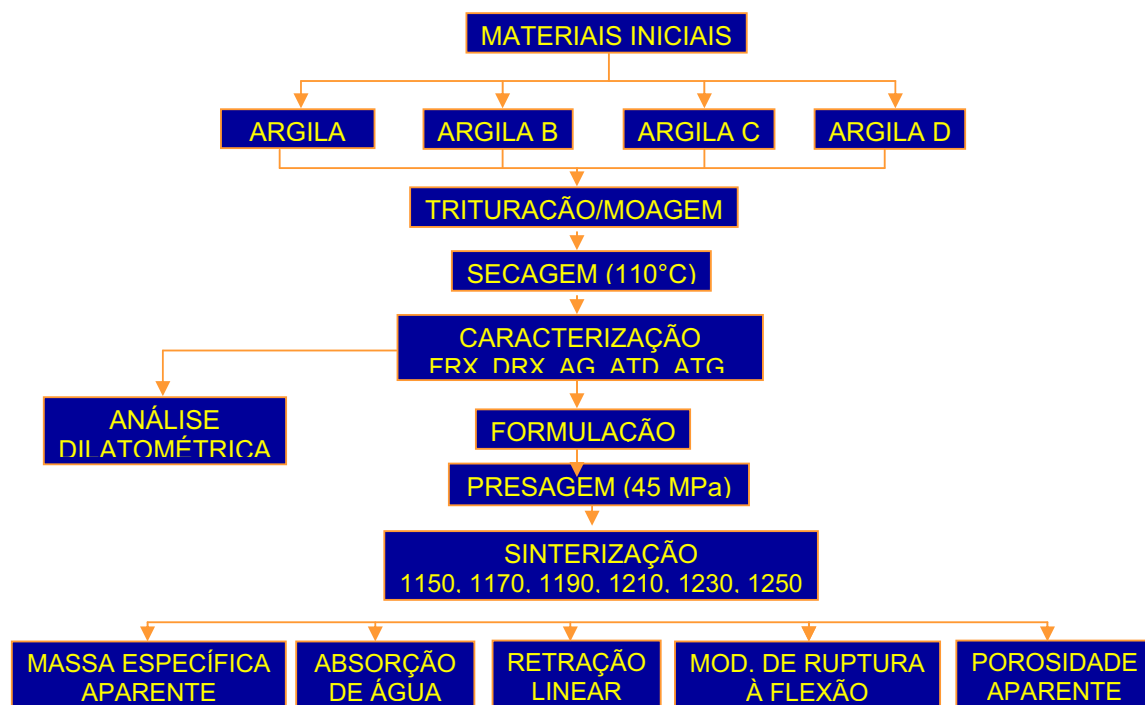 MATERIAIS INICIAIS
ARGILA
ARGILA B
ARGILA C
ARGILA D
TRITURAÇÃO/MOAGEM
SECAGEM (110°C)
CARACTERIZAÇÃO
FRX, DRX, AG, ATD, ATG
ANÁLISE
DILATOMÉTRICA
FORMULAÇÃO
PRESAGEM (45 MPa)
SINTERIZAÇÃO
1150, 1170, 1190, 1210, 1230, 1250
MASSA ESPECÍFICA
APARENTE
ABSORÇÃO
DE ÁGUA
RETRAÇÃO
LINEAR
MOD. DE RUPTURA
À FLEXÃO
POROSIDADE
APARENTE